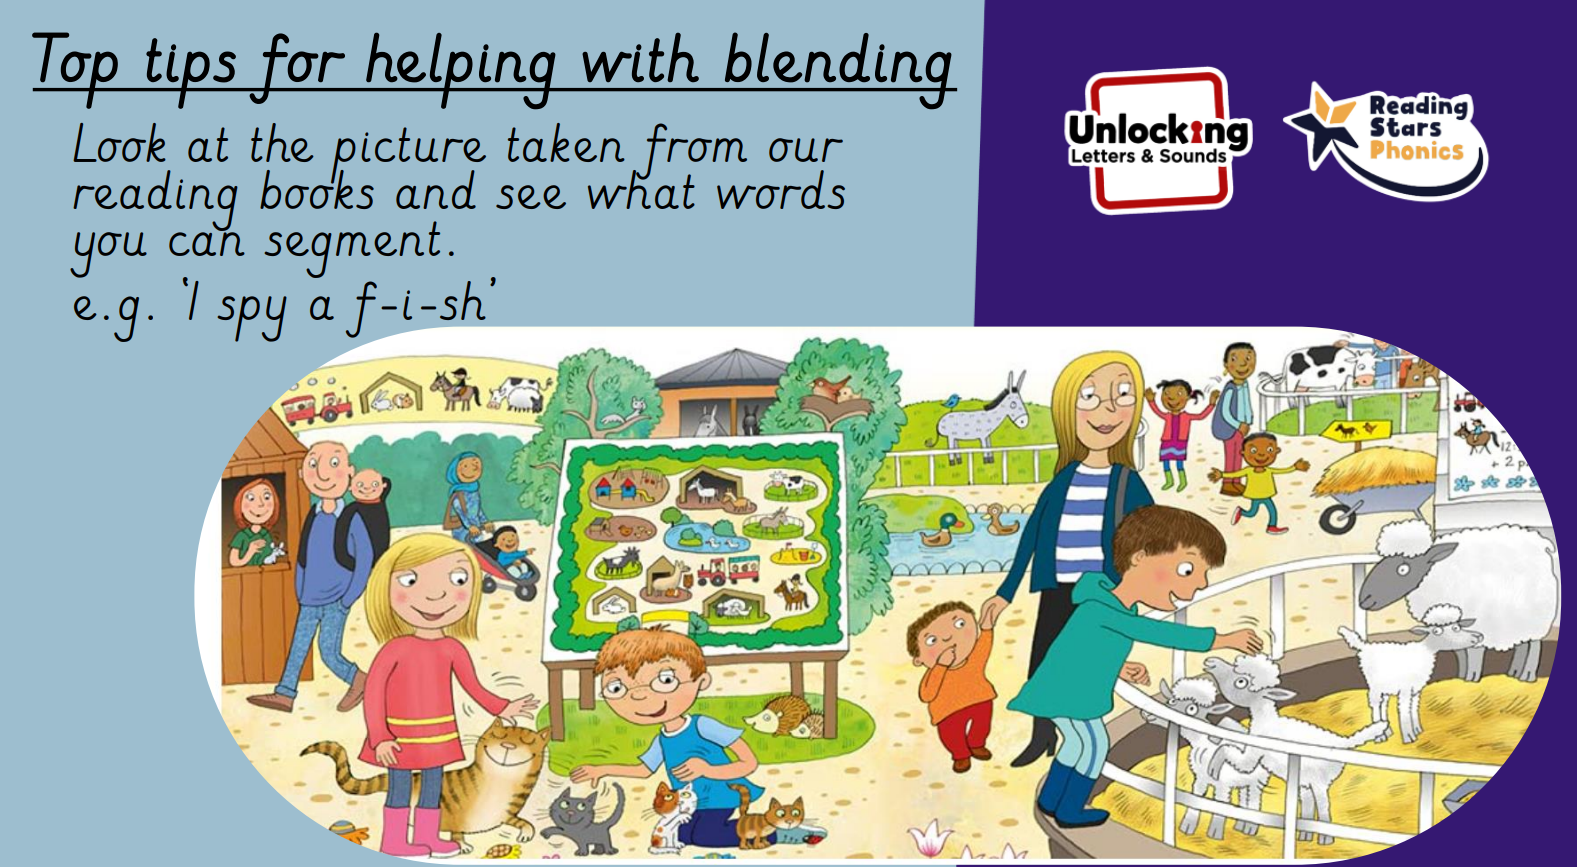 Top tips for helping with blending
Look at the picture taken from our
reading books and see what words
you can segment.
e.g. ‘I spy a f-i-sh’
Unlocking
Letters & Sounds
Reading
Stars
Phonics